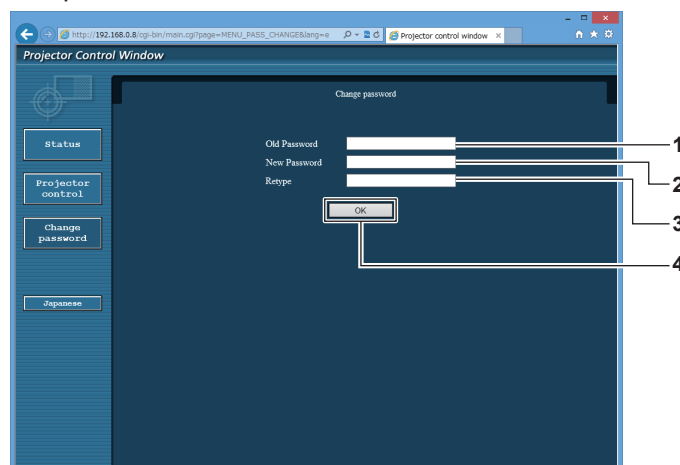 http://192.168.0.8/cgi-bin/main.cgi?page=MENU_PASS_CHANGE&lang=e
Projector control window
Projector Control Window
Change password
Status
Old Password
1
New Password
2
Projector
control
Retype
3
OK
Change
password
4
Japanese